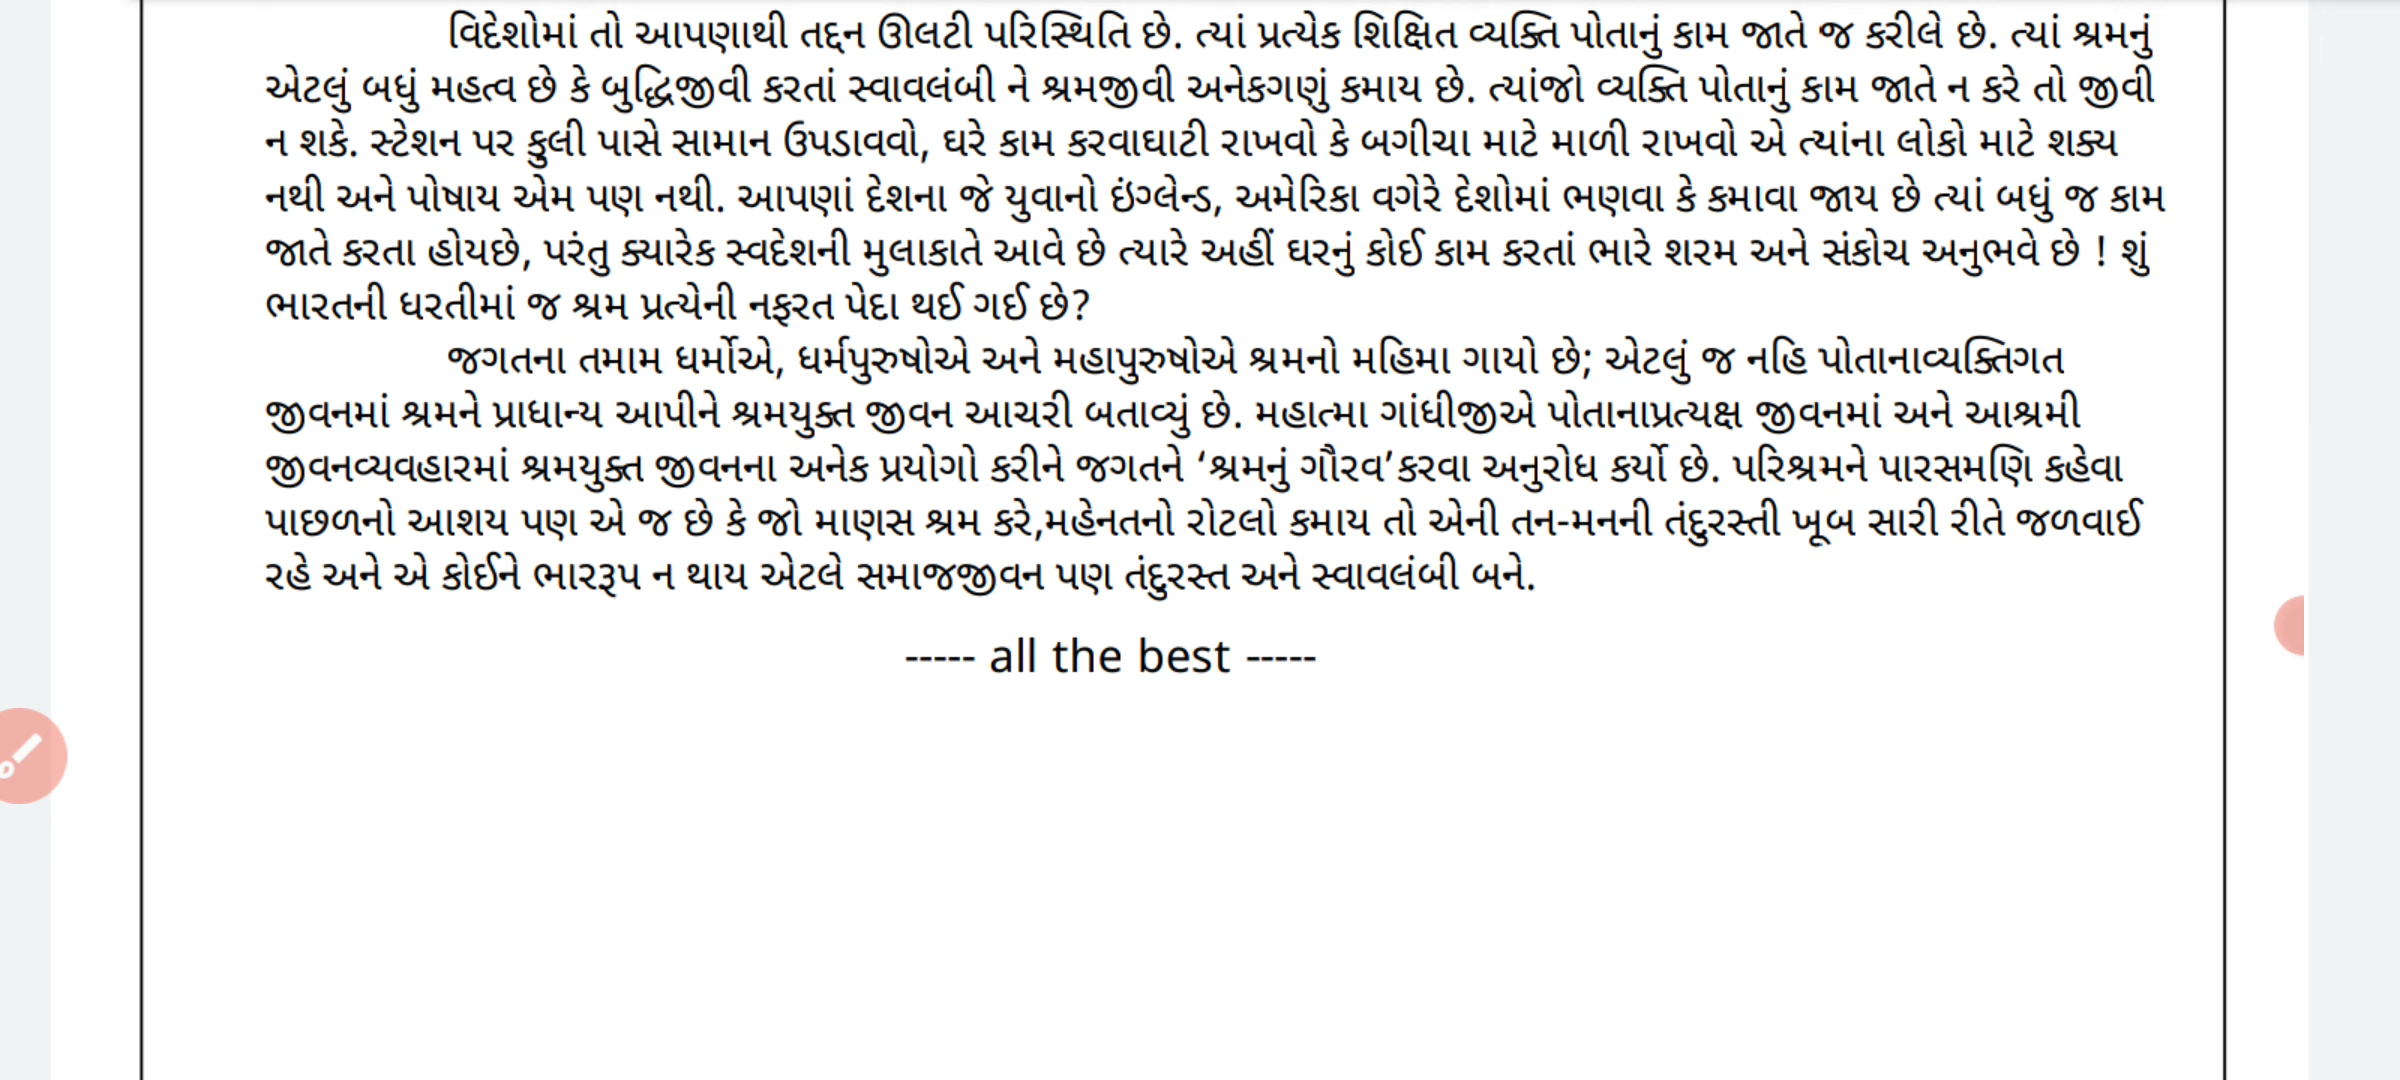 વિદેશોમાં તો આપણાથી તદ્દન ઊલટી પરિસ્થિતિ છે. ત્યાં પ્રત્યેક શિક્ષિત વ્યક્તિ પોતાનું કામ જાતે જ કરીલે છે. ત્યાં શ્રમનું
એટલું બધું મહત્વ છે કે બુદ્ધિજીવી કરતાં સ્વાવલંબી ને શ્રમજીવી અનેકગણું કમાય છે. ત્યાંજો વ્યક્તિ પોતાનું કામ જાતે ન કરે તો જીવી
ન શકે. સ્ટેશન પર કુલી પાસે સામાન ઉપડાવવો, ઘરે કામ કરવાઘાટી રાખવો કે બગીચા માટે માળી રાખવો એ ત્યાંના લોકો માટે શક્ય
નથી અને પોષાય એમ પણ નથી. આપણાં દેશના જે યુવાનો ઇંગ્લેન્ડ, અમેરિકા વગેરે દેશોમાં ભણવા કે કમાવા જાય છે ત્યાં બધું જ કામ
જાતે કરતા હોયછે, પરંતુ ક્યારેક સ્વદેશની મુલાકાતે આવે છે ત્યારે અહીં ઘરનું કોઈ કામ કરતાં ભારે શરમ અને સંકોચ અનુભવે છે ! શું
ભારતની ધરતીમાં જ શ્રમ પ્રત્યેની નફરત પેદા થઈ ગઈ છે?
જગતના તમામ ધર્મોએ, ધર્મપુરુષોએ અને મહાપુરુષોએ શ્રમનો મહિમા ગાયો છે; એટલું જ નહિ પોતાનાવ્યક્તિગત
જીવનમાં શ્રમને પ્રાધાન્ય આપીને શ્રમયુક્ત જીવન આચરી બતાવ્યું છે. મહાત્મા ગાંધીજીએ પોતાનાપ્રત્યક્ષ જીવનમાં અને આશ્રમી
જીવનવ્યવહારમાં શ્રમયુક્ત જીવનના અનેક પ્રયોગો કરીને જગતને ‘શ્રમનું ગૌરવ’કરવા અનુરોધ કર્યો છે. પરિશ્રમને પારસમણિ કહેવા
પાછળનો આશય પણ એ જ છે કે જો માણસ શ્રમ કરે,મહેનતનો રોટલો કમાય તો એની તન-મનની તંદુરસ્તી ખૂબ સારી રીતે જળવાઈ
રહે અને એ કોઈને ભારરૂપ ન થાય એટલે સમાજજીવન પણ તંદુરસ્ત અને સ્વાવલંબી બને.
----- all the best -----